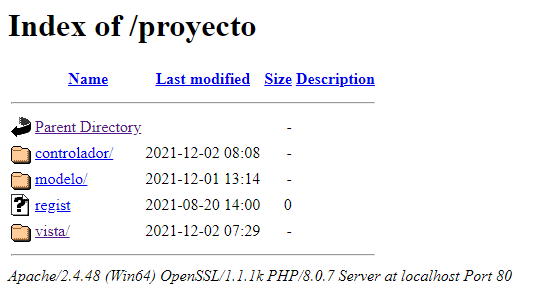 Index of /proyecto
Name Last modified Size Description
Parent Directory -
controlador/ 2021-12-02 08:08 -
modelo/ 2021-12-01 13:14 -
? regist 2021-08-20 14:00 0
vista/ 2021-12-02 07:29 -
Apache/2.4.48 (Win64) OpenSSL/1.1.1k PHP/8.0.7 Server at localhost Port 80